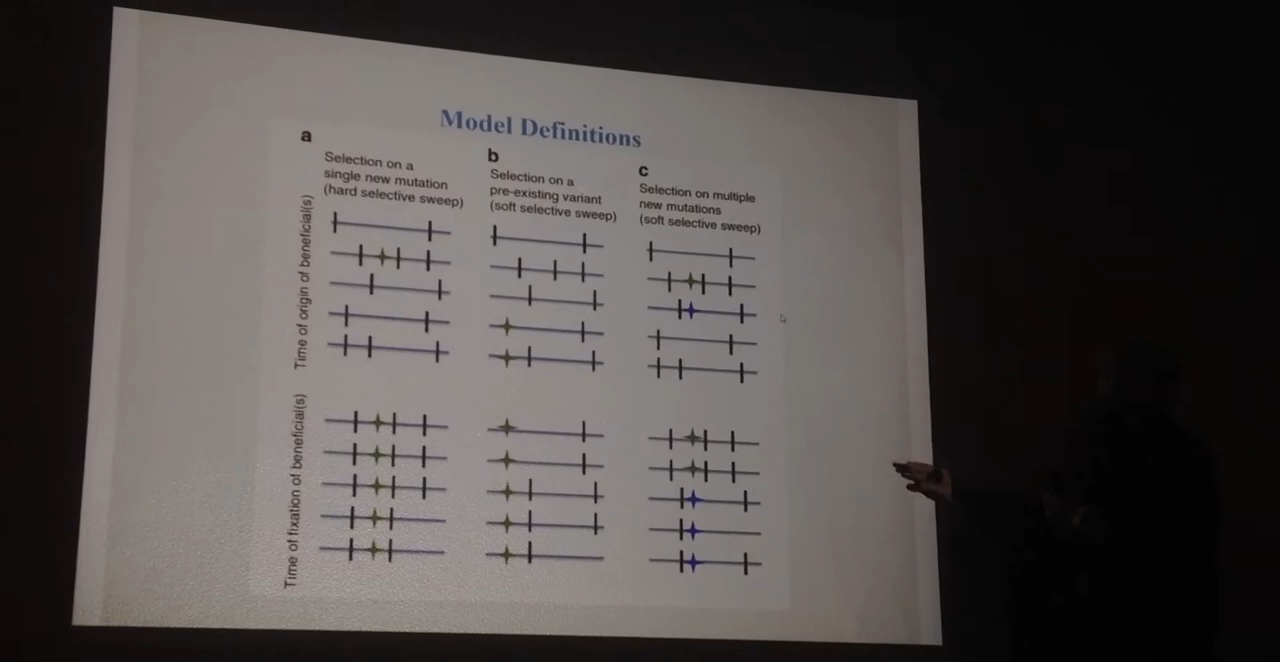 Model Definitions
a
Selection on a
single new mutation
(hard selective sweep)
b
Selection on a
pre-existing variant
(soft selective sweep)
c
Selection on multiple
new mutations
(soft selective sweep)
Time of origin of beneficial(s)
Time of fixation of beneficial(s)